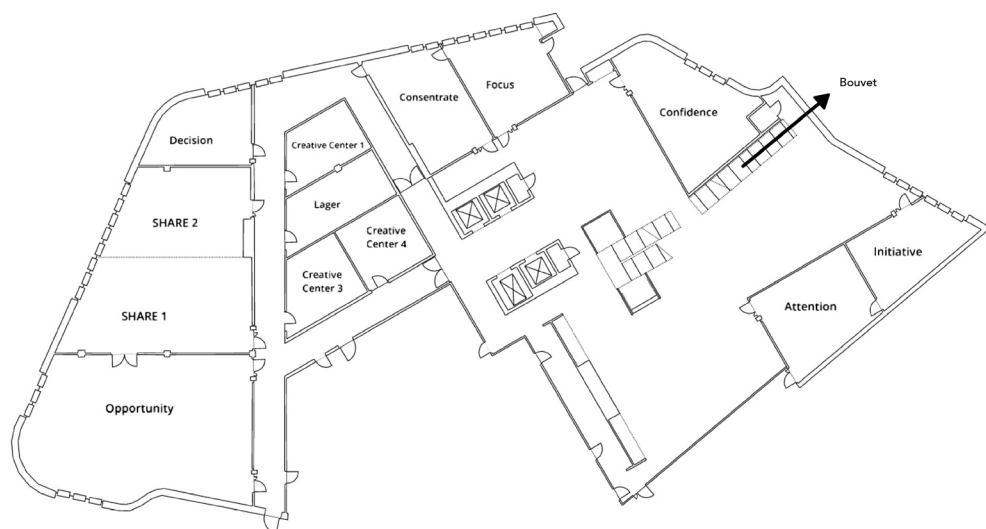 Bouvet
Focus
Consentrate
Confidence
Decision
Creative Center 1
Lager
SHARE 2
Creative
Center 4
Creative
Center 3
Initiative
Attention
SHARE 1
Opportunity